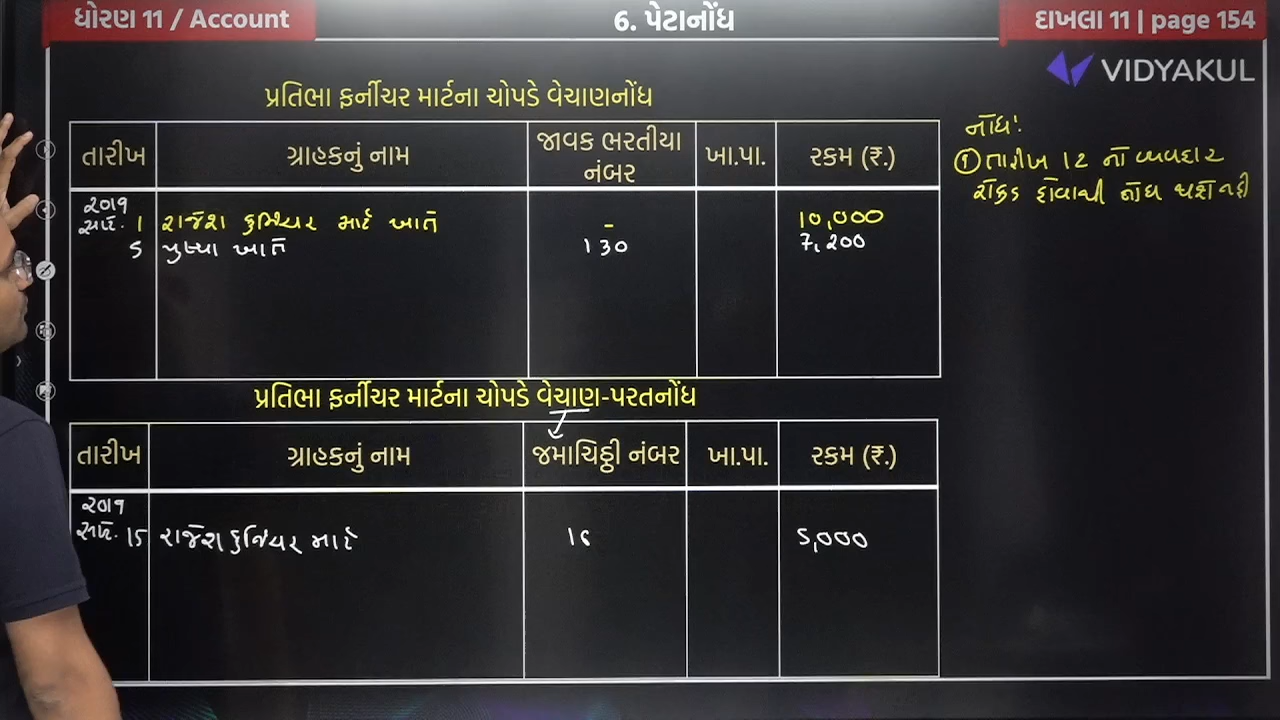 ધોરણ 11 / Account
6. પેટાનોંધ
દાખલા 11 | page 154
VIDYAKUL
પ્રતિભા ફર્નીચર માર્ટના ચોપડે વેચાણનોંધ
તારીખ ગ્રાહકનું નામ જાવક ભરતીયા નંબર ખા.પા. રકમ (₹.)
૨૦૧૧
સપ્ટે. 1 રાજેશ ફર્નિચર માર્ટ ખાતે - 10,000
5 પુષ્પા ખાતે 130 7,200
નોંધ:
① તારીખ 12 નો વ્યવહાર
રોકડ હોવાથી નોંધ થશે નહી
પ્રતિભા ફર્નીચર માર્ટના ચોપડે વેચાણ-પરતનોંધ
તારીખ ગ્રાહકનું નામ જમાચિઠ્ઠી નંબર ખા.પા. રકમ (₹.)
૨૦૧૧
સપ્ટે. 15 રાજેશ ફર્નિચર માર્ટ 16 5,000